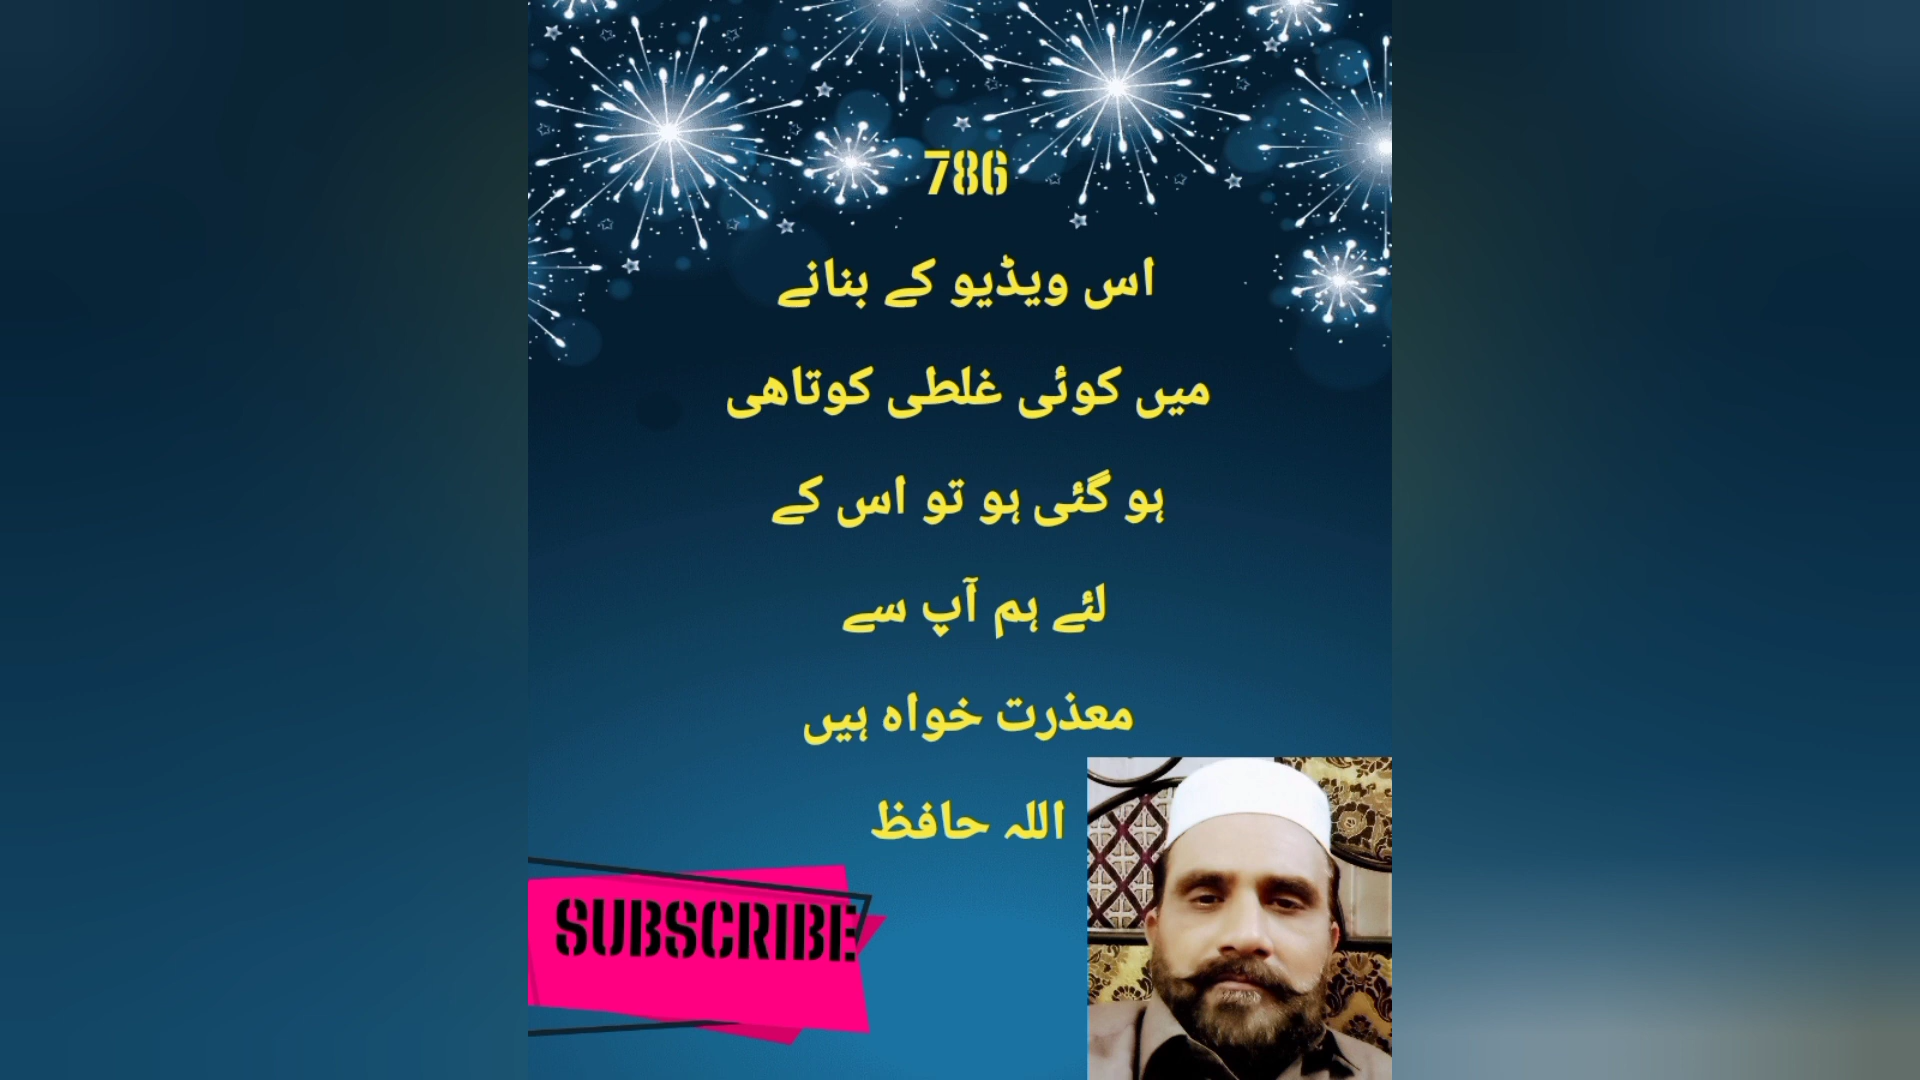 786
اس ویڈیو کے بنانے
میں کوئی غلطی کوتاھی
ہو گئی ہو تو اس کے
لئے ہم آپ سے
معذرت خواہ ہیں
اللہ حافظ
SUBSCRIBE